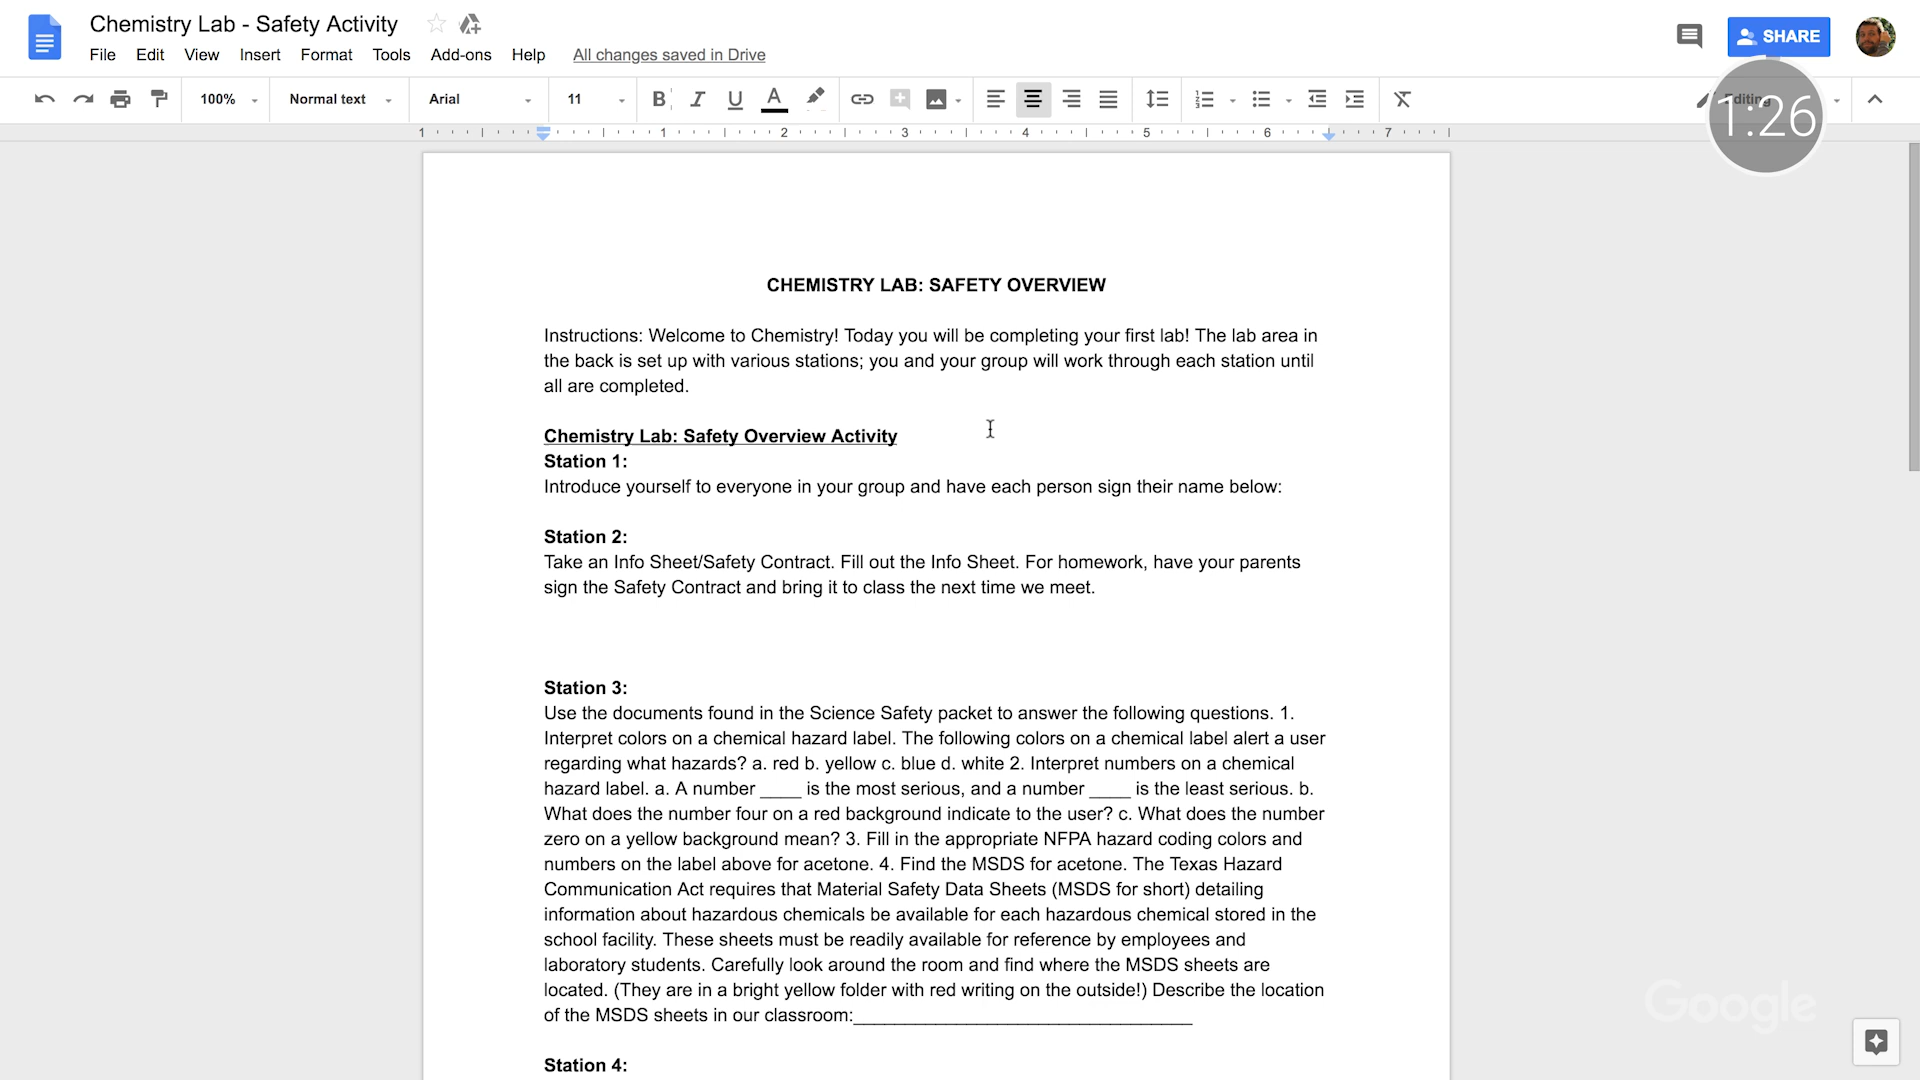 Chemistry Lab - Safety Activity
File Edit View Insert Format Tools Add-ons Help All changes saved in Drive
SHARE
100% Normal text Arial 11 B I U A Editing
1:26
1 1 2 3 4 5 6 7
CHEMISTRY LAB: SAFETY OVERVIEW
Instructions: Welcome to Chemistry! Today you will be completing your first lab! The lab area in
the back is set up with various stations; you and your group will work through each station until
all are completed.
Chemistry Lab: Safety Overview Activity
Station 1:
Introduce yourself to everyone in your group and have each person sign their name below:
Station 2:
Take an Info Sheet/Safety Contract. Fill out the Info Sheet. For homework, have your parents
sign the Safety Contract and bring it to class the next time we meet.
Station 3:
Use the documents found in the Science Safety packet to answer the following questions. 1.
Interpret colors on a chemical hazard label. The following colors on a chemical label alert a user
regarding what hazards? a. red b. yellow c. blue d. white 2. Interpret numbers on a chemical
hazard label. a. A number ____ is the most serious, and a number ____ is the least serious. b.
What does the number four on a red background indicate to the user? c. What does the number
zero on a yellow background mean? 3. Fill in the appropriate NFPA hazard coding colors and
numbers on the label above for acetone. 4. Find the MSDS for acetone. The Texas Hazard
Communication Act requires that Material Safety Data Sheets (MSDS for short) detailing
information about hazardous chemicals be available for each hazardous chemical stored in the
school facility. These sheets must be readily available for reference by employees and
laboratory students. Carefully look around the room and find where the MSDS sheets are
located. (They are in a bright yellow folder with red writing on the outside!) Describe the location
of the MSDS sheets in our classroom:_________________________________
Google
Station 4: